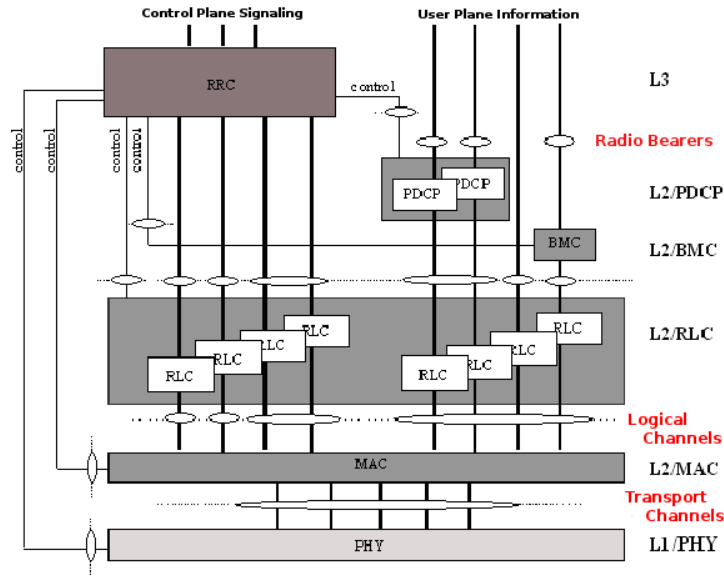 Control Plane Signaling
User Plane Information
RRC
control
L3
control
control
control
control
Radio Bearers
PDCP
PDCP
L2/PDCP
BMC
L2/BMC
RLC
RLC
RLC
RLC
RLC
RLC
RLC
RLC
L2/RLC
Logical
Channels
MAC
L2/MAC
Transport
Channels
PHY
L1/PHY